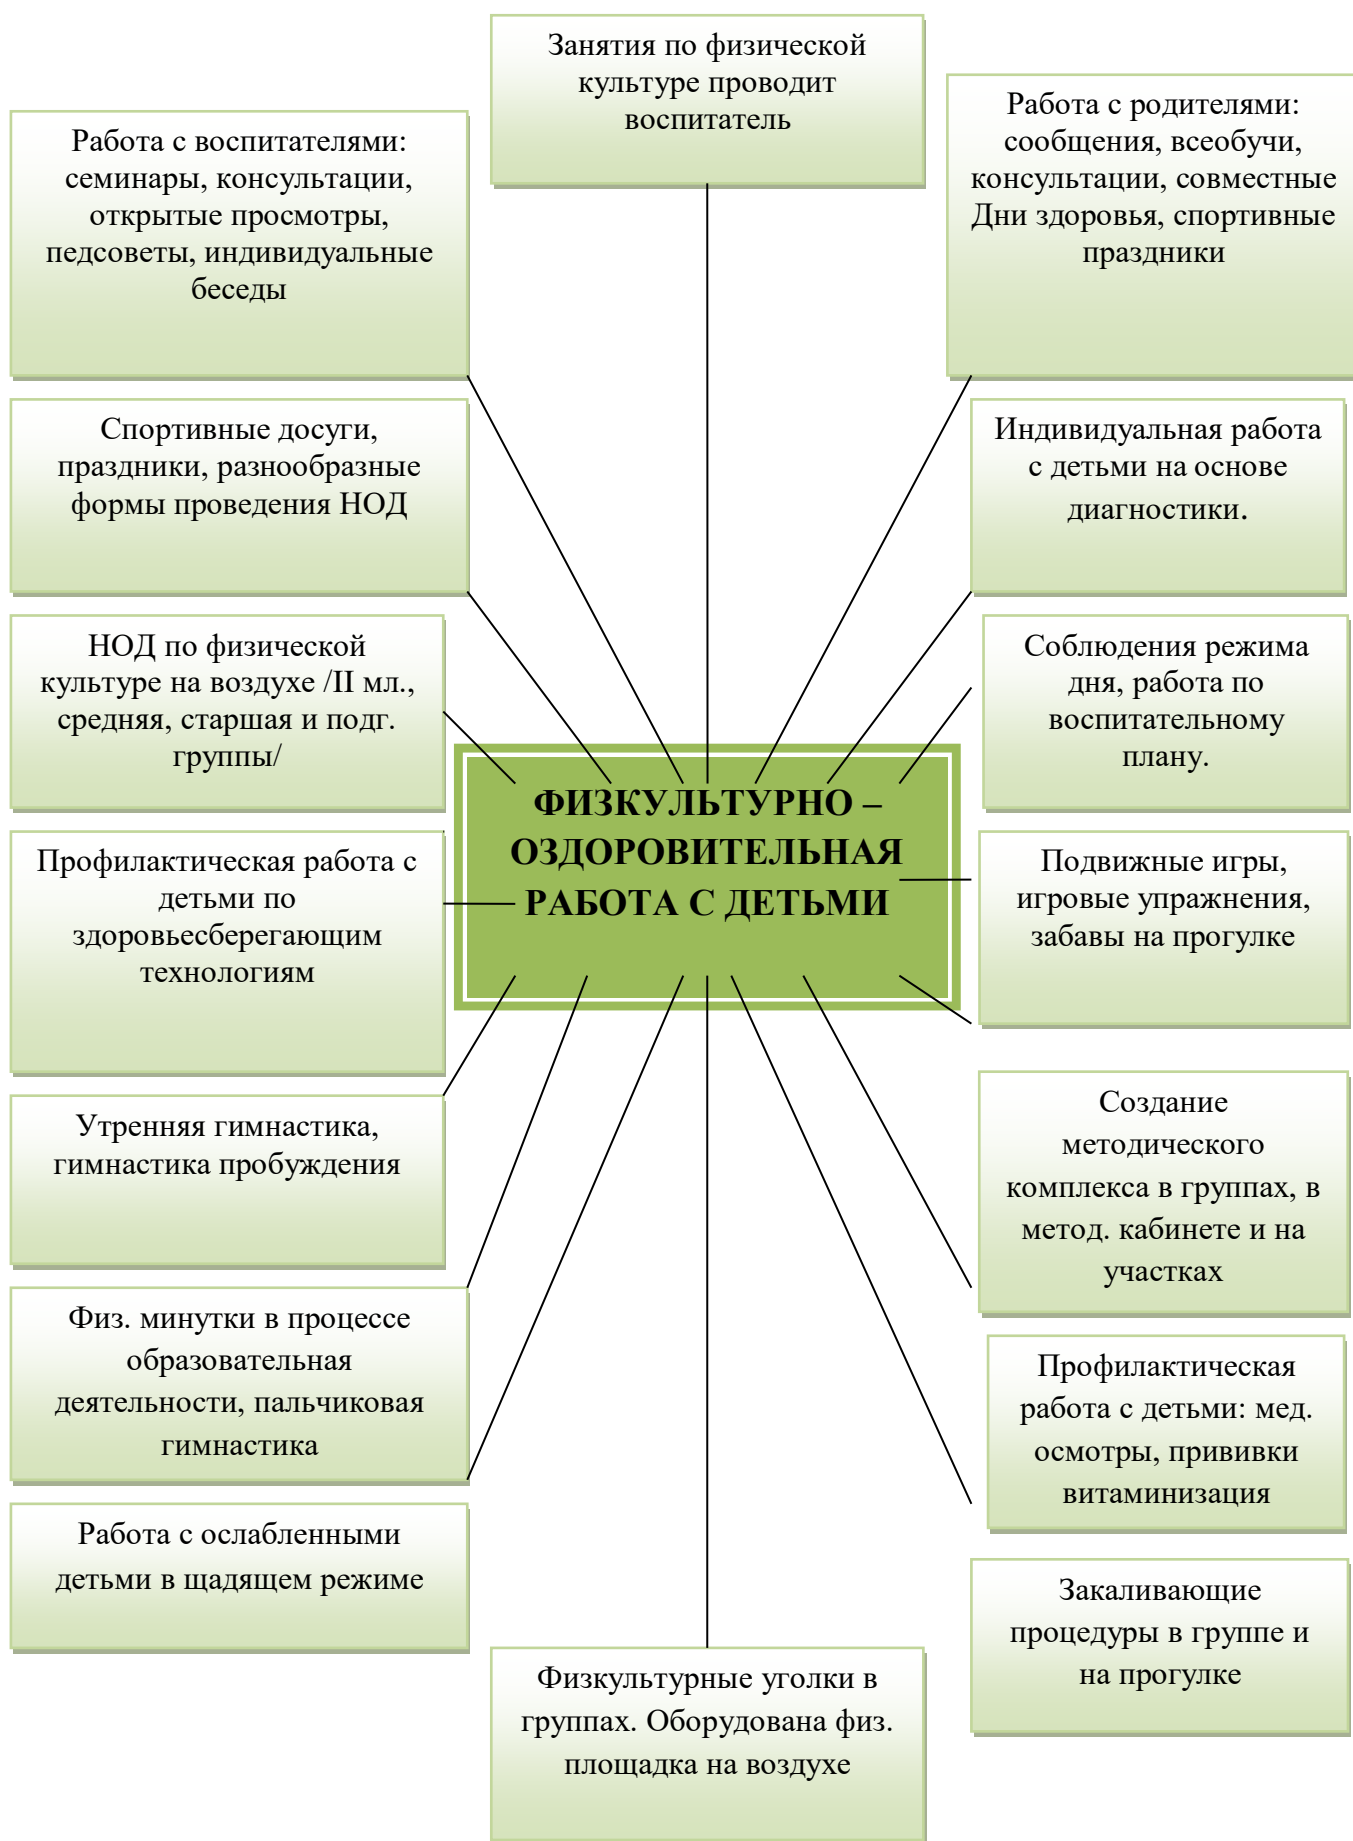 Занятия по физической
культуре проводит
воспитатель
Работа с родителями:
сообщения, всеобучи,
консультации, совместные
Дни здоровья, спортивные
праздники
Работа с воспитателями:
семинары, консультации,
открытые просмотры,
педсоветы, индивидуальные
беседы
Спортивные досуги,
праздники, разнообразные
формы проведения НОД
Индивидуальная работа
с детьми на основе
диагностики.
НОД по физической
культуре на воздухе /II мл.,
средняя, старшая и подг.
группы/
Соблюдения режима
дня, работа по
воспитательному
плану.
ФИЗКУЛЬТУРНО –
ОЗДОРОВИТЕЛЬНАЯ
РАБОТА С ДЕТЬМИ
Профилактическая работа с
детьми по
здоровьесберегающим
технологиям
Подвижные игры,
игровые упражнения,
забавы на прогулке
Утренняя гимнастика,
гимнастика пробуждения
Создание
методического
комплекса в группах, в
метод. кабинете и на
участках
Физ. минутки в процессе
образовательная
деятельности, пальчиковая
гимнастика
Профилактическая
работа с детьми: мед.
осмотры, прививки
витаминизация
Работа с ослабленными
детьми в щадящем режиме
Закаливающие
процедуры в группе и
на прогулке
Физкультурные уголки в
группах. Оборудована физ.
площадка на воздухе